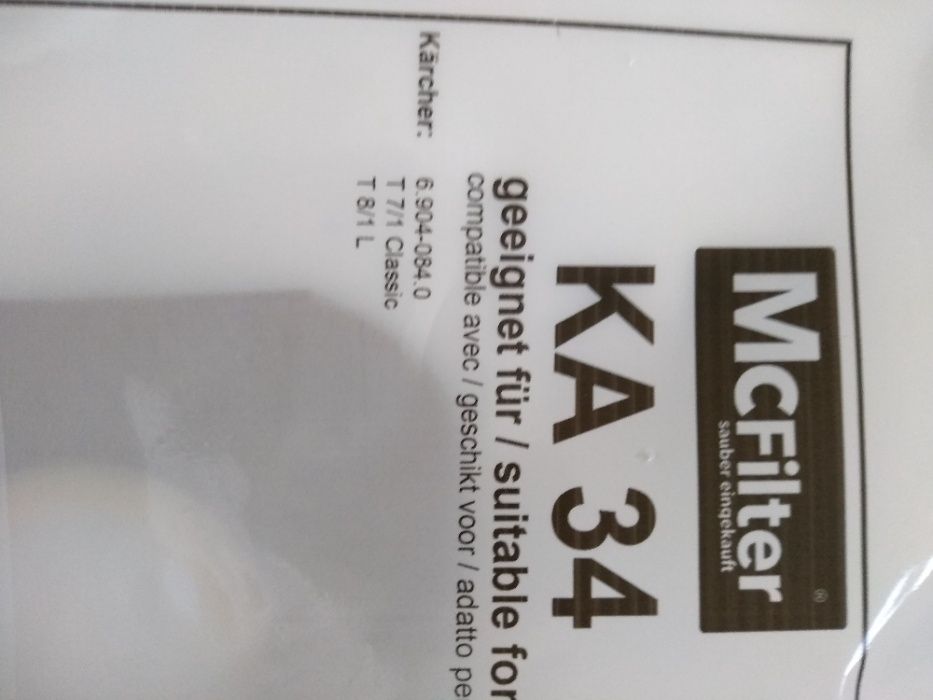 McFilter®
sauber eingekauft
KA 34
geeignet für / suitable for
compatible avec / geschikt voor / adatto pe
Kärcher: 6.904-084.0
T 7/1 Classic
T 8/1 L